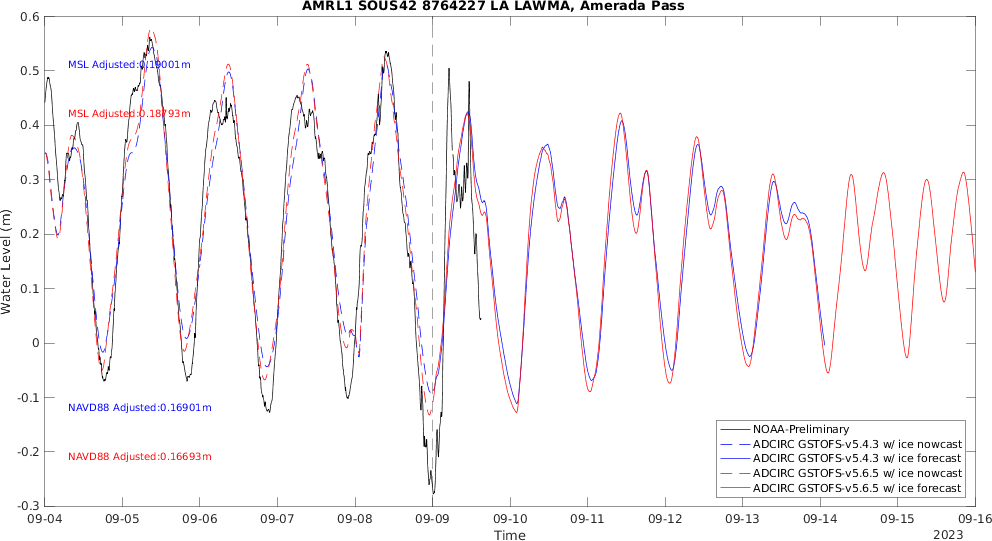 AMRL1 SOUS42 8764227 LA LAWMA, Amerada Pass
0.6
0.5
0.4
0.3
0.2
0.1
0
-0.1
-0.2
-0.3
Water Level (m)
MSL Adjusted:0.19001m
MSL Adjusted:0.18793m
NAVD88 Adjusted:0.16901m
NAVD88 Adjusted:0.16693m
NOAA-Preliminary
ADCIRC GSTOFS-v5.4.3 w/ ice nowcast
ADCIRC GSTOFS-v5.4.3 w/ ice forecast
ADCIRC GSTOFS-v5.6.5 w/ ice nowcast
ADCIRC GSTOFS-v5.6.5 w/ ice forecast
09-04 09-05 09-06 09-07 09-08 09-09 09-10 09-11 09-12 09-13 09-14 09-15 09-16
Time
2023